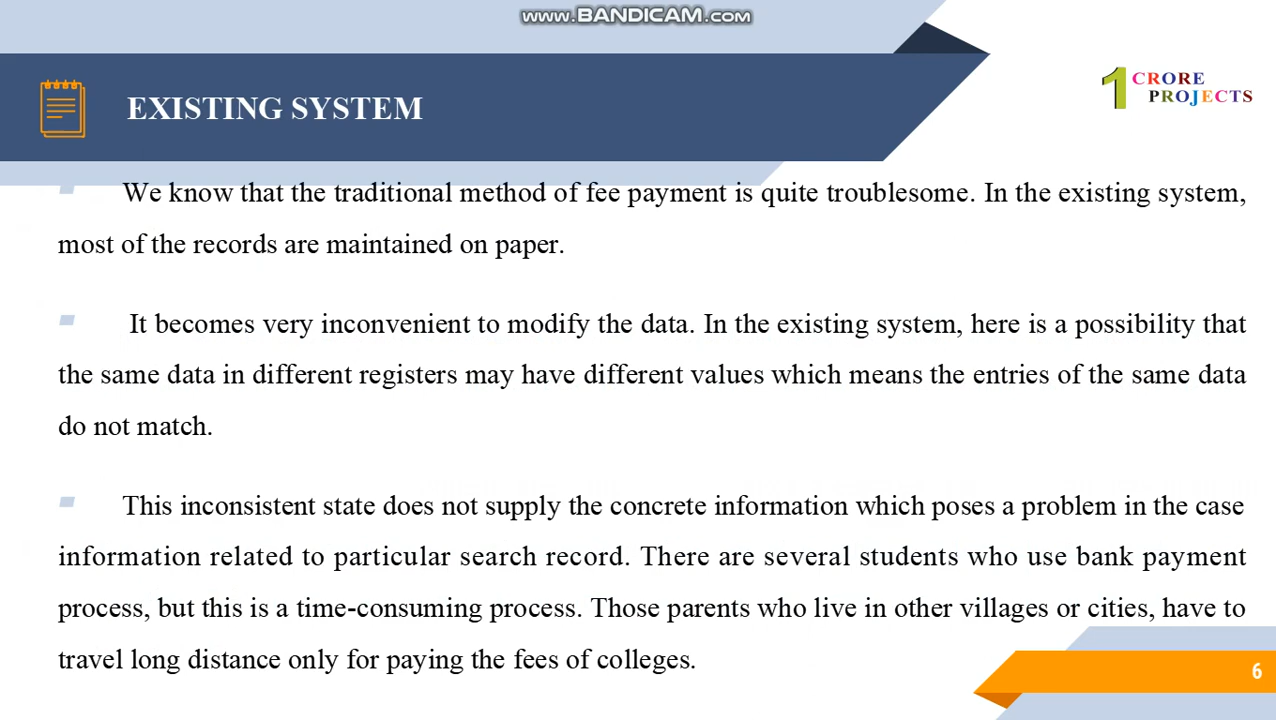 www.BANDICAM.com
EXISTING SYSTEM
1 CRORE
PROJECTS
We know that the traditional method of fee payment is quite troublesome. In the existing system,
most of the records are maintained on paper.
It becomes very inconvenient to modify the data. In the existing system, here is a possibility that
the same data in different registers may have different values which means the entries of the same data
do not match.
This inconsistent state does not supply the concrete information which poses a problem in the case
information related to particular search record. There are several students who use bank payment
process, but this is a time-consuming process. Those parents who live in other villages or cities, have to
travel long distance only for paying the fees of colleges.
6